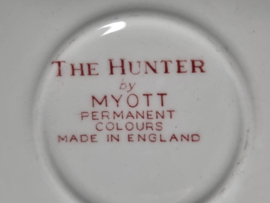 THE HUNTER
by
MYOTT
PERMANENT
COLOURS
MADE IN ENGLAND